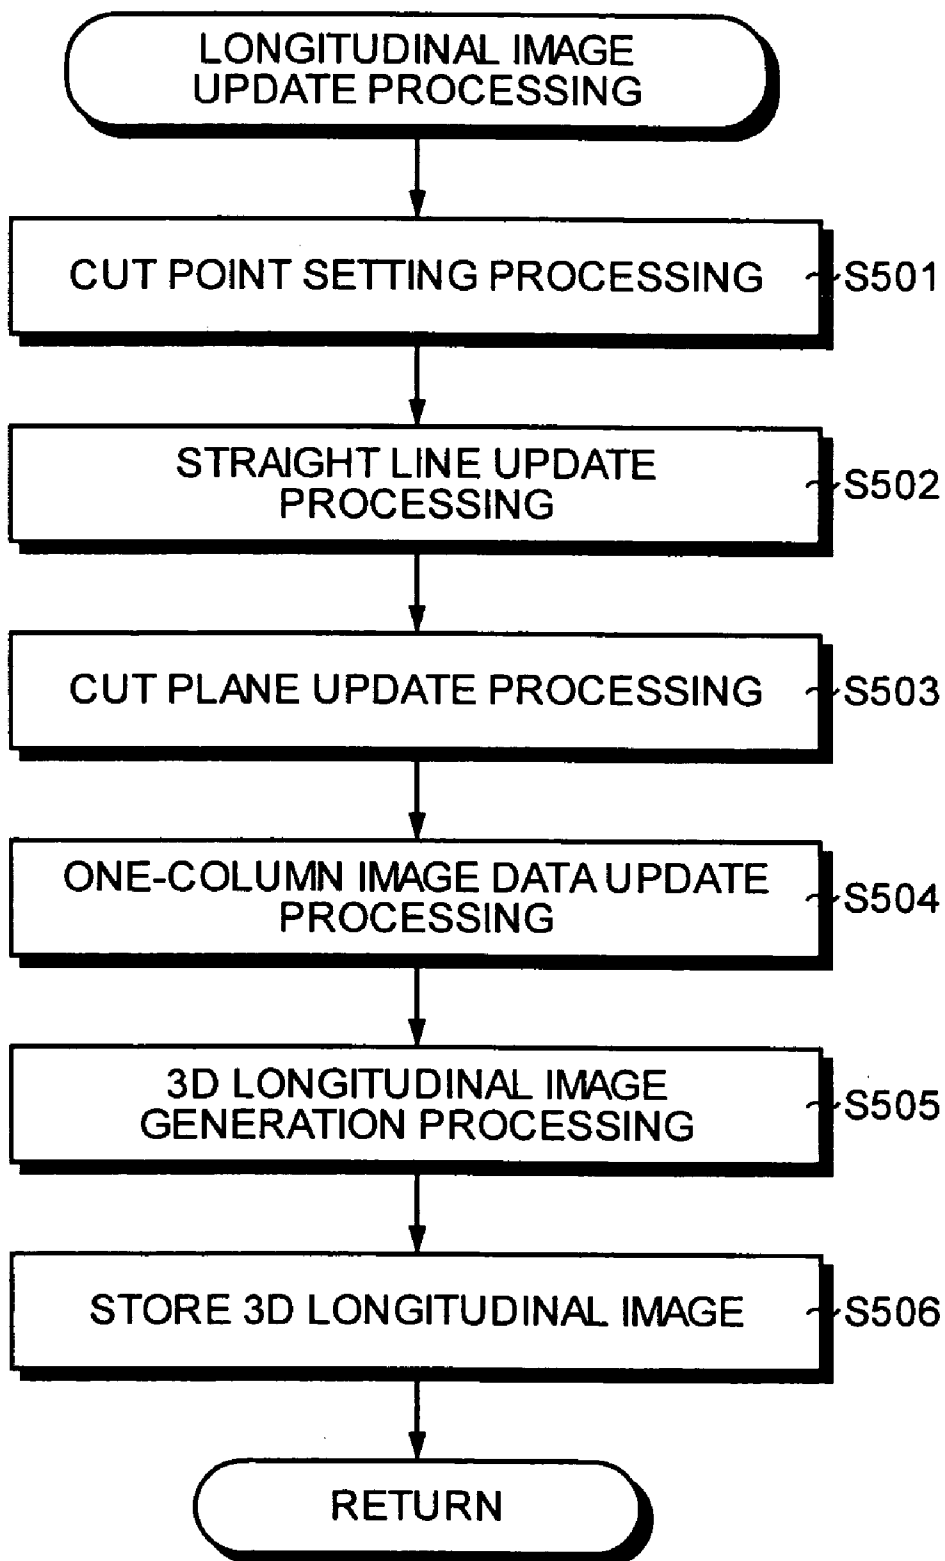 LONGITUDINAL IMAGE
UPDATE PROCESSING
CUT POINT SETTING PROCESSING
S501
STRAIGHT LINE UPDATE
PROCESSING
S502
CUT PLANE UPDATE PROCESSING
S503
ONE-COLUMN IMAGE DATA UPDATE
PROCESSING
S504
3D LONGITUDINAL IMAGE
GENERATION PROCESSING
S505
STORE 3D LONGITUDINAL IMAGE
S506
RETURN